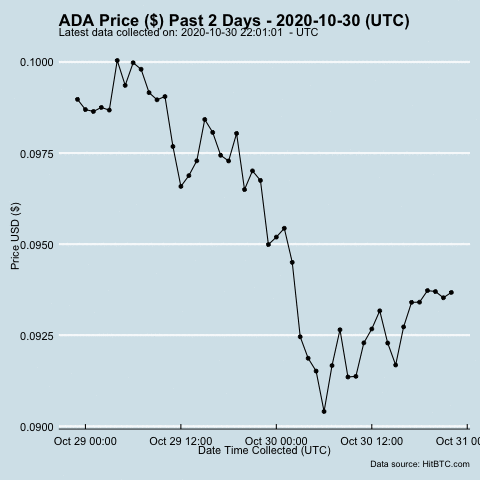 ADA Price ($) Past 2 Days - 2020-10-30 (UTC)
Latest data collected on: 2020-10-30 22:01:01 - UTC
0.1000
0.0975
0.0950
0.0925
0.0900
Price USD ($)
Oct 29 00:00 Oct 29 12:00 Oct 30 00:00 Oct 30 12:00 Oct 31 0
Date Time Collected (UTC)
Data source: HitBTC.com